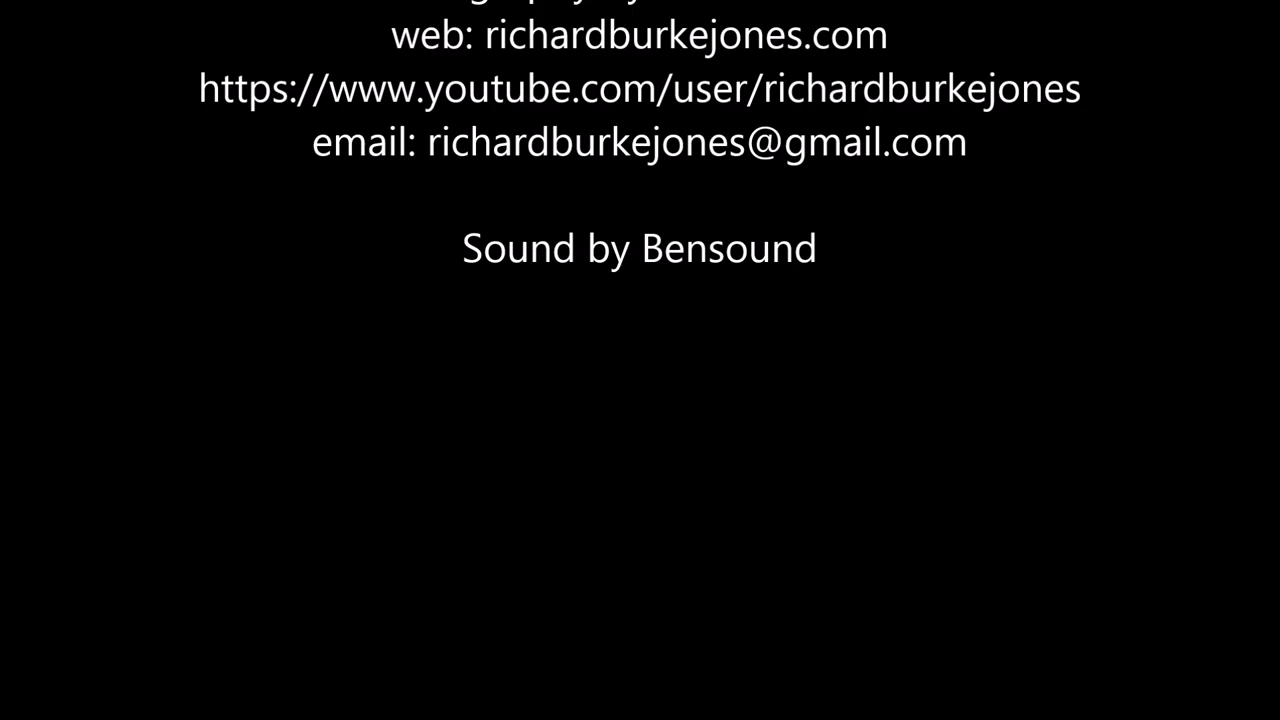 web: richardburkejones.com
https://www.youtube.com/user/richardburkejones
email: richardburkejones@gmail.com
Sound by Bensound